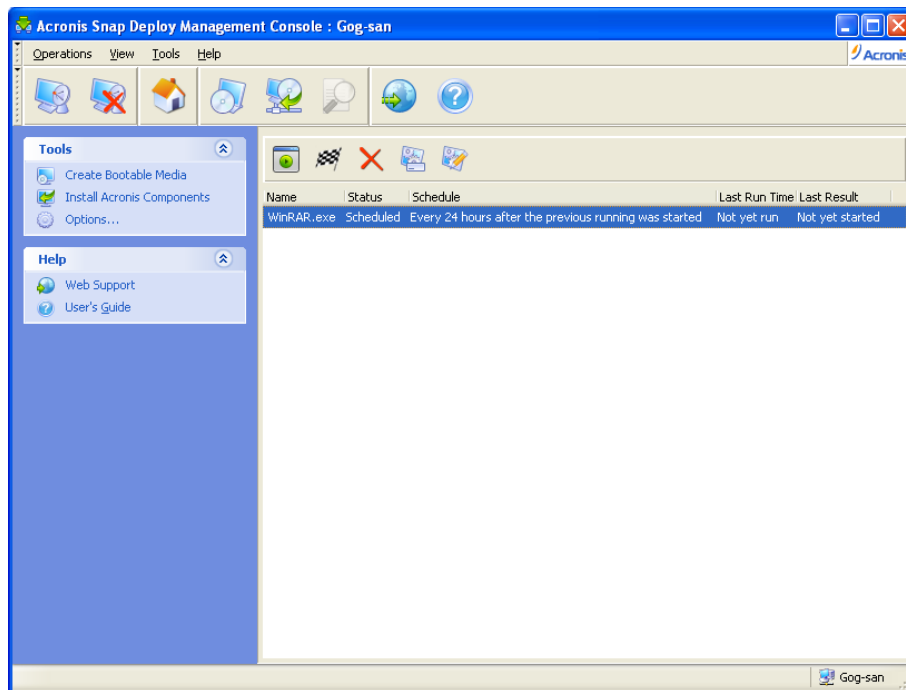 Acronis Snap Deploy Management Console : Gog-san
Operations View Tools Help
Acronis
Tools
Create Bootable Media
Install Acronis Components
Options...
Help
Web Support
User's Guide
Name Status Schedule Last Run Time Last Result
WinRAR.exe Scheduled Every 24 hours after the previous running was started Not yet run Not yet started
Gog-san